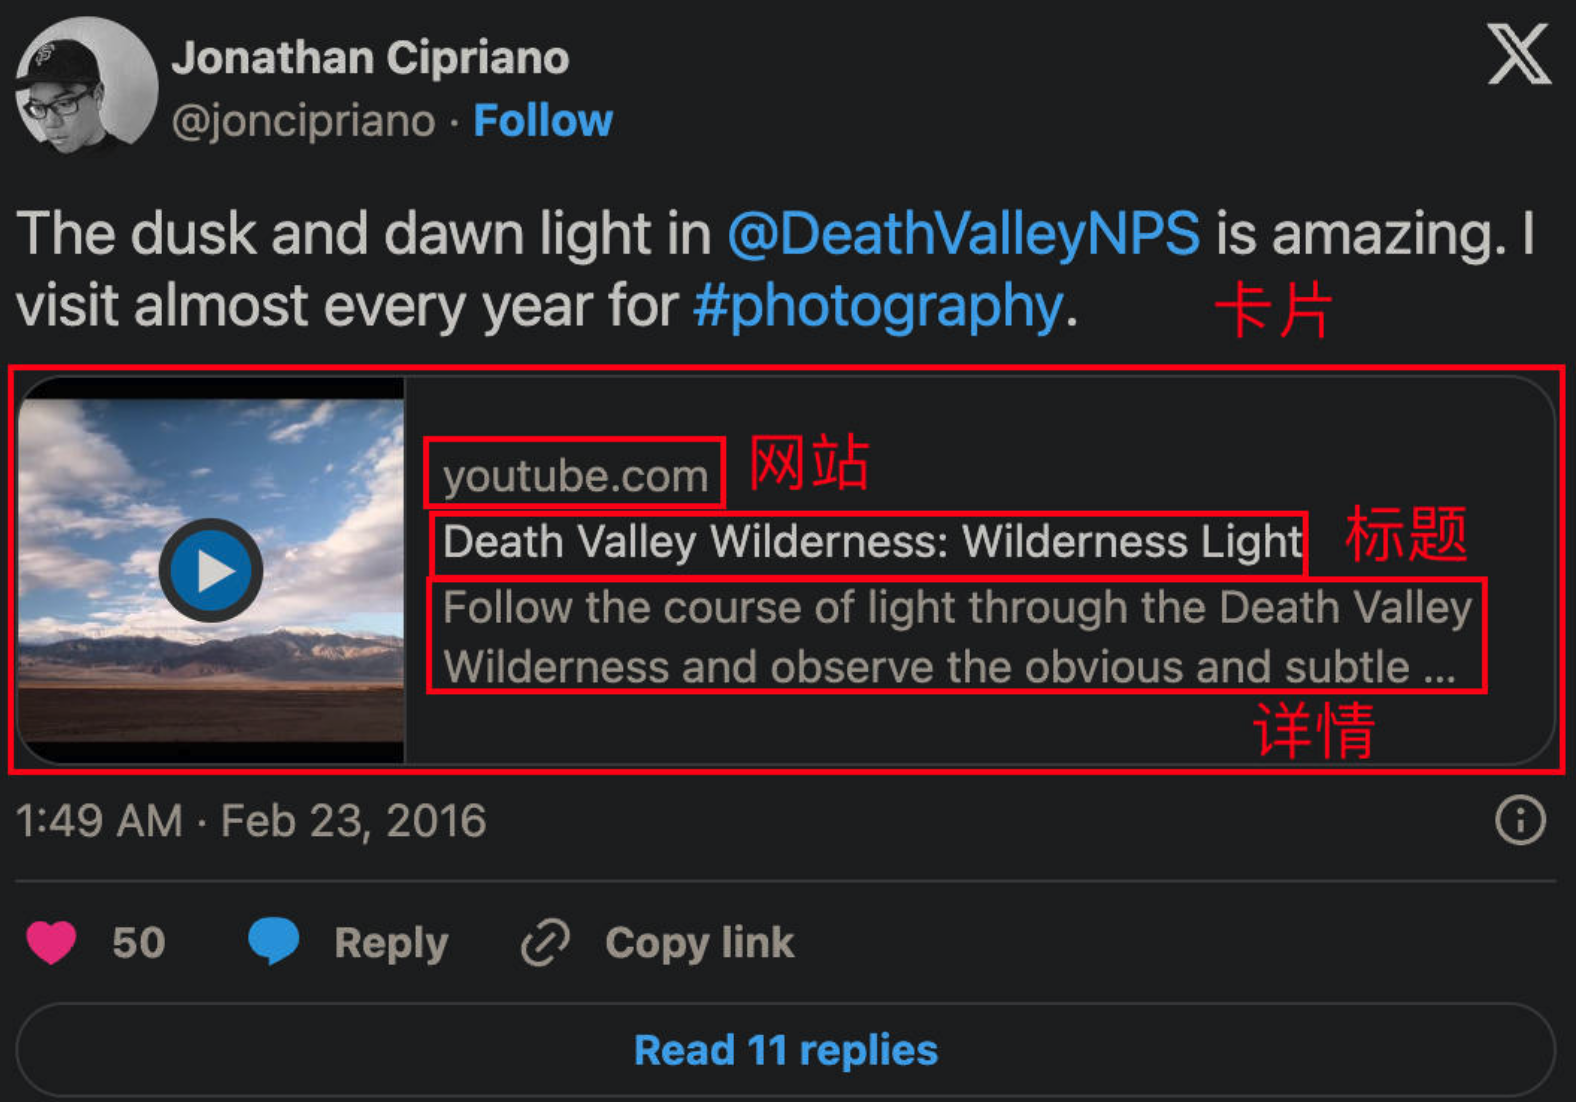 Jonathan Cipriano
@joncipriano · Follow
The dusk and dawn light in @DeathValleyNPS is amazing. I
visit almost every year for #photography.
卡片
youtube.com
网站
Death Valley Wilderness: Wilderness Light
标题
Follow the course of light through the Death Valley
Wilderness and observe the obvious and subtle ...
详情
1:49 AM · Feb 23, 2016
50
Reply
Copy link
Read 11 replies